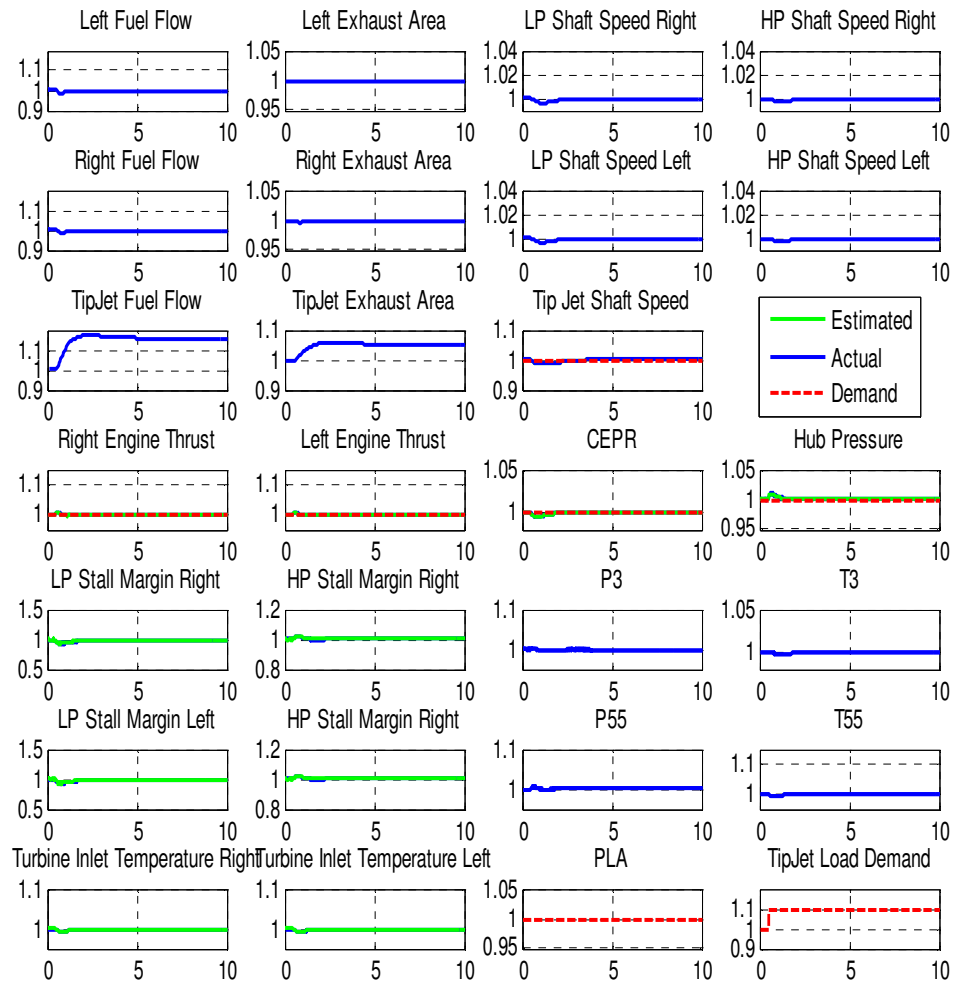 Left Fuel Flow Left Exhaust Area LP Shaft Speed Right HP Shaft Speed Right
1.1 1.05 1.04 1.04
1 1 1.02 1.02
0.9 0.95 1 1
0 5 10 0 5 10 0 5 10 0 5 10
Right Fuel Flow Right Exhaust Area LP Shaft Speed Left HP Shaft Speed Left
1.1 1.05 1.04 1.04
1 1 1.02 1.02
0.9 0.95 1 1
0 5 10 0 5 10 0 5 10 0 5 10
TipJet Fuel Flow TipJet Exhaust Area Tip Jet Shaft Speed
1.1 1.1 1.1 Estimated
1 1 1 Actual
0.9 0.9 0.9 Demand
0 5 10 0 5 10 0 5 10
Right Engine Thrust Left Engine Thrust CEPR Hub Pressure
1.1 1.1 1.05 1.05
1 1 1 1
0.95
0 5 10 0 5 10 0 5 10 0 5 10
LP Stall Margin Right HP Stall Margin Right P3 T3
1.5 1.2 1.1 1.05
1 1 1 1
0.5 0.8
0 5 10 0 5 10 0 5 10 0 5 10
LP Stall Margin Left HP Stall Margin Right P55 T55
1.5 1.2 1.1 1.1
1 1 1 1
0.5 0.8
0 5 10 0 5 10 0 5 10 0 5 10
Turbine Inlet Temperature Right Turbine Inlet Temperature Left PLA TipJet Load Demand
1.1 1.1 1.05 1.1
1 1 1 1
0.95 0.9
0 5 10 0 5 10 0 5 10 0 5 10